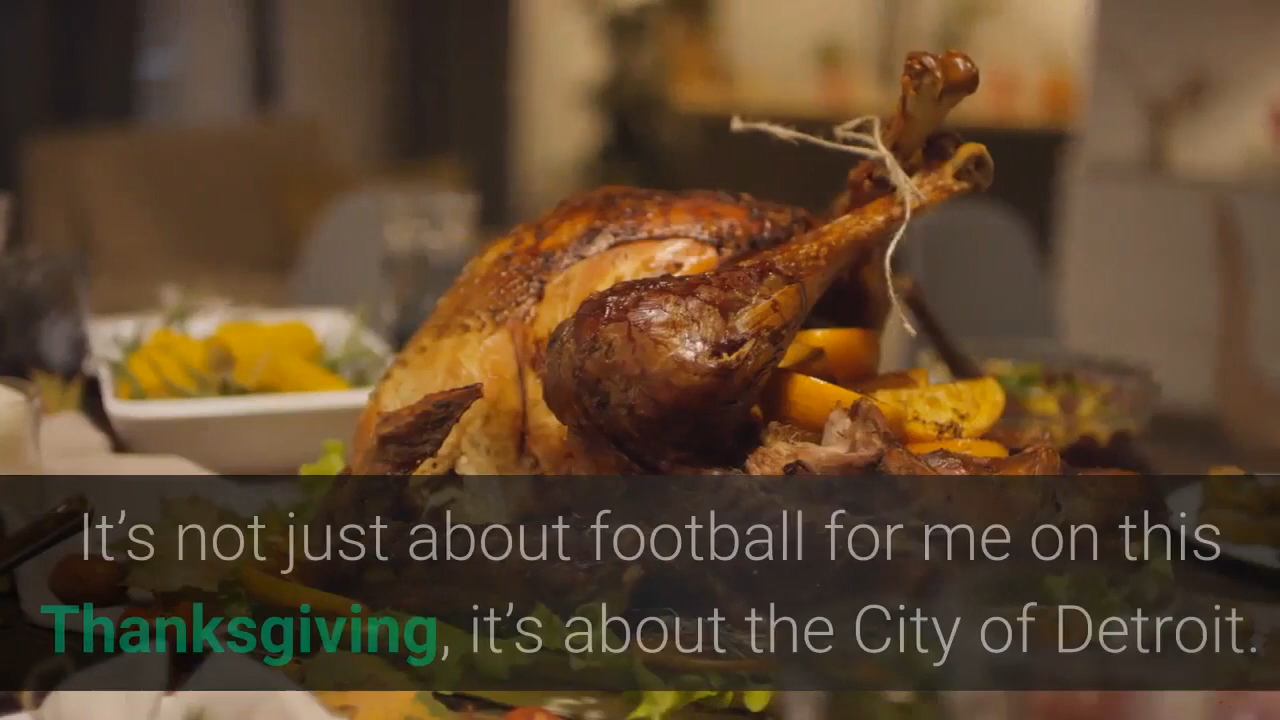 It’s not just about football for me on this
Thanksgiving, it’s about the City of Detroit.